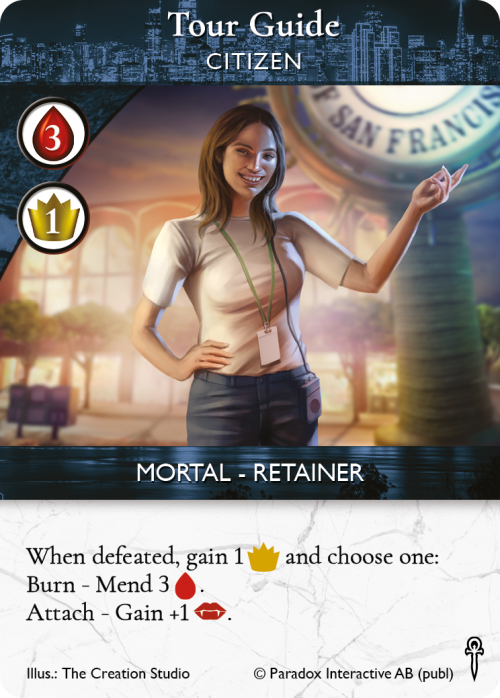 Tour Guide
CITIZEN
3
1
OF SAN FRANCIS
MORTAL - RETAINER
When defeated, gain 1 and choose one:
Burn - Mend 3 .
Attach - Gain +1 .
Illus.: The Creation Studio © Paradox Interactive AB (publ)